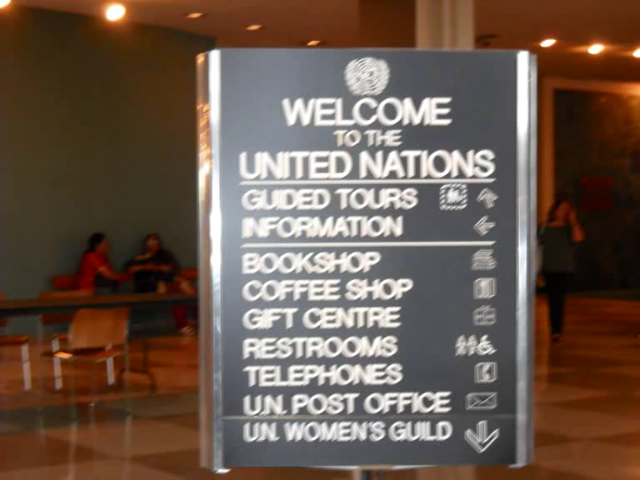 WELCOME
TO THE
UNITED NATIONS
GUIDED TOURS
INFORMATION
BOOKSHOP
COFFEE SHOP
GIFT CENTRE
RESTROOMS
TELEPHONES
U.N. POST OFFICE
U.N. WOMEN'S GUILD